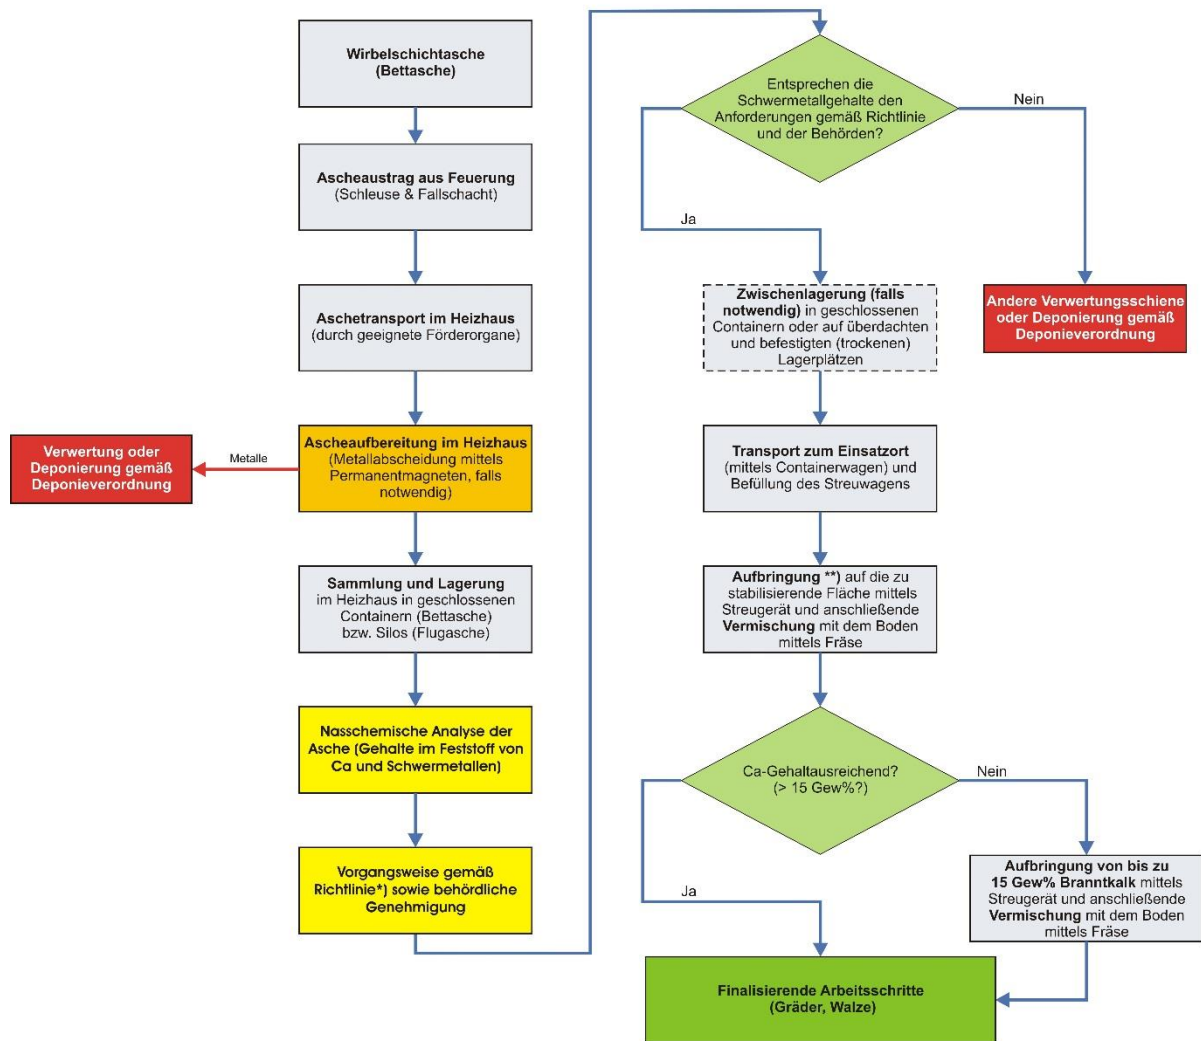 Wirbelschichtasche
(Bettasche)
Ascheaustrag aus Feuerung
(Schleuse & Fallschacht)
Aschetransport im Heizhaus
(durch geeignete Förderorgane)
Ascheaufbereitung im Heizhaus
(Metallabscheidung mittels
Permanentmagneten, falls
notwendig)
Metalle
Verwertung oder
Deponierung gemäß
Deponieverordnung
Sammlung und Lagerung
im Heizhaus in geschlossenen
Containern (Bettasche)
bzw. Silos (Flugasche)
Nasschemische Analyse der
Asche (Gehalte im Feststoff von
Ca und Schwermetallen)
Vorgangsweise gemäß
Richtlinie*) sowie behördliche
Genehmigung
Entsprechen die
Schwermetallgehalte den
Anforderungen gemäß Richtlinie
und der Behörden?
Nein
Ja
Andere Verwertungsschiene
oder Deponierung gemäß
Deponieverordnung
Zwischenlagerung (falls
notwendig) in geschlossenen
Containern oder auf überdachten
und befestigten (trockenen)
Lagerplätzen
Transport zum Einsatzort
(mittels Containerwagen) und
Befüllung des Streuwagens
Aufbringung **) auf die zu
stabilisierende Fläche mittels
Streugerät und anschließende
Vermischung mit dem Boden
mittels Fräse
Ca-Gehaltausreichend?
(> 15 Gew%?)
Nein
Ja
Aufbringung von bis zu
15 Gew% Branntkalk mittels
Streugerät und anschließende
Vermischung mit dem Boden
mittels Fräse
Finalisierende Arbeitsschritte
(Gräder, Walze)